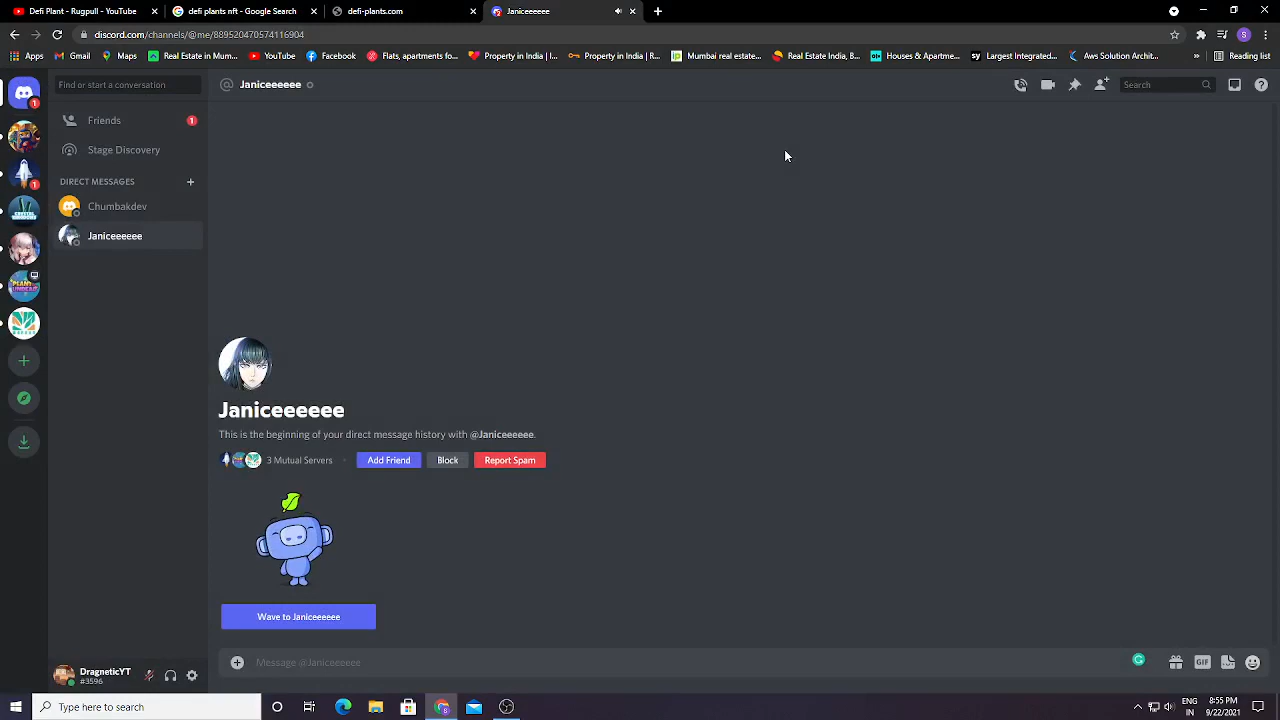 Defi Plant - Rugpull - YouTube
defi plants nft - Google Search
defi-plants.com
Janiceeeeee
discord.com/channels/@me/889520470574116904
S
Apps
Gmail
Maps
Real Estate in Mum...
YouTube
Facebook
Flats, apartments fo...
Property in India, I...
Property in India | R...
Mumbai real estate...
Real Estate India, B...
Houses & Apartme...
Largest Integrated...
Aws Solution Archit...
»
Reading list
Find or start a conversation
@ Janiceeeeee
Search
1
Friends
1
Stage Discovery
DIRECT MESSAGES +
Chumbakdev
1
Janiceeeeee
Janiceeeeee
This is the beginning of your direct message history with @Janiceeeeee.
3 Mutual Servers
Add Friend
Block
Report Spam
Wave to Janiceeeeee
Message @Janiceeeeee
GIF
DragneticYT
#3596
Type here to search
ENG
IN
8:55 PM
9/22/2021